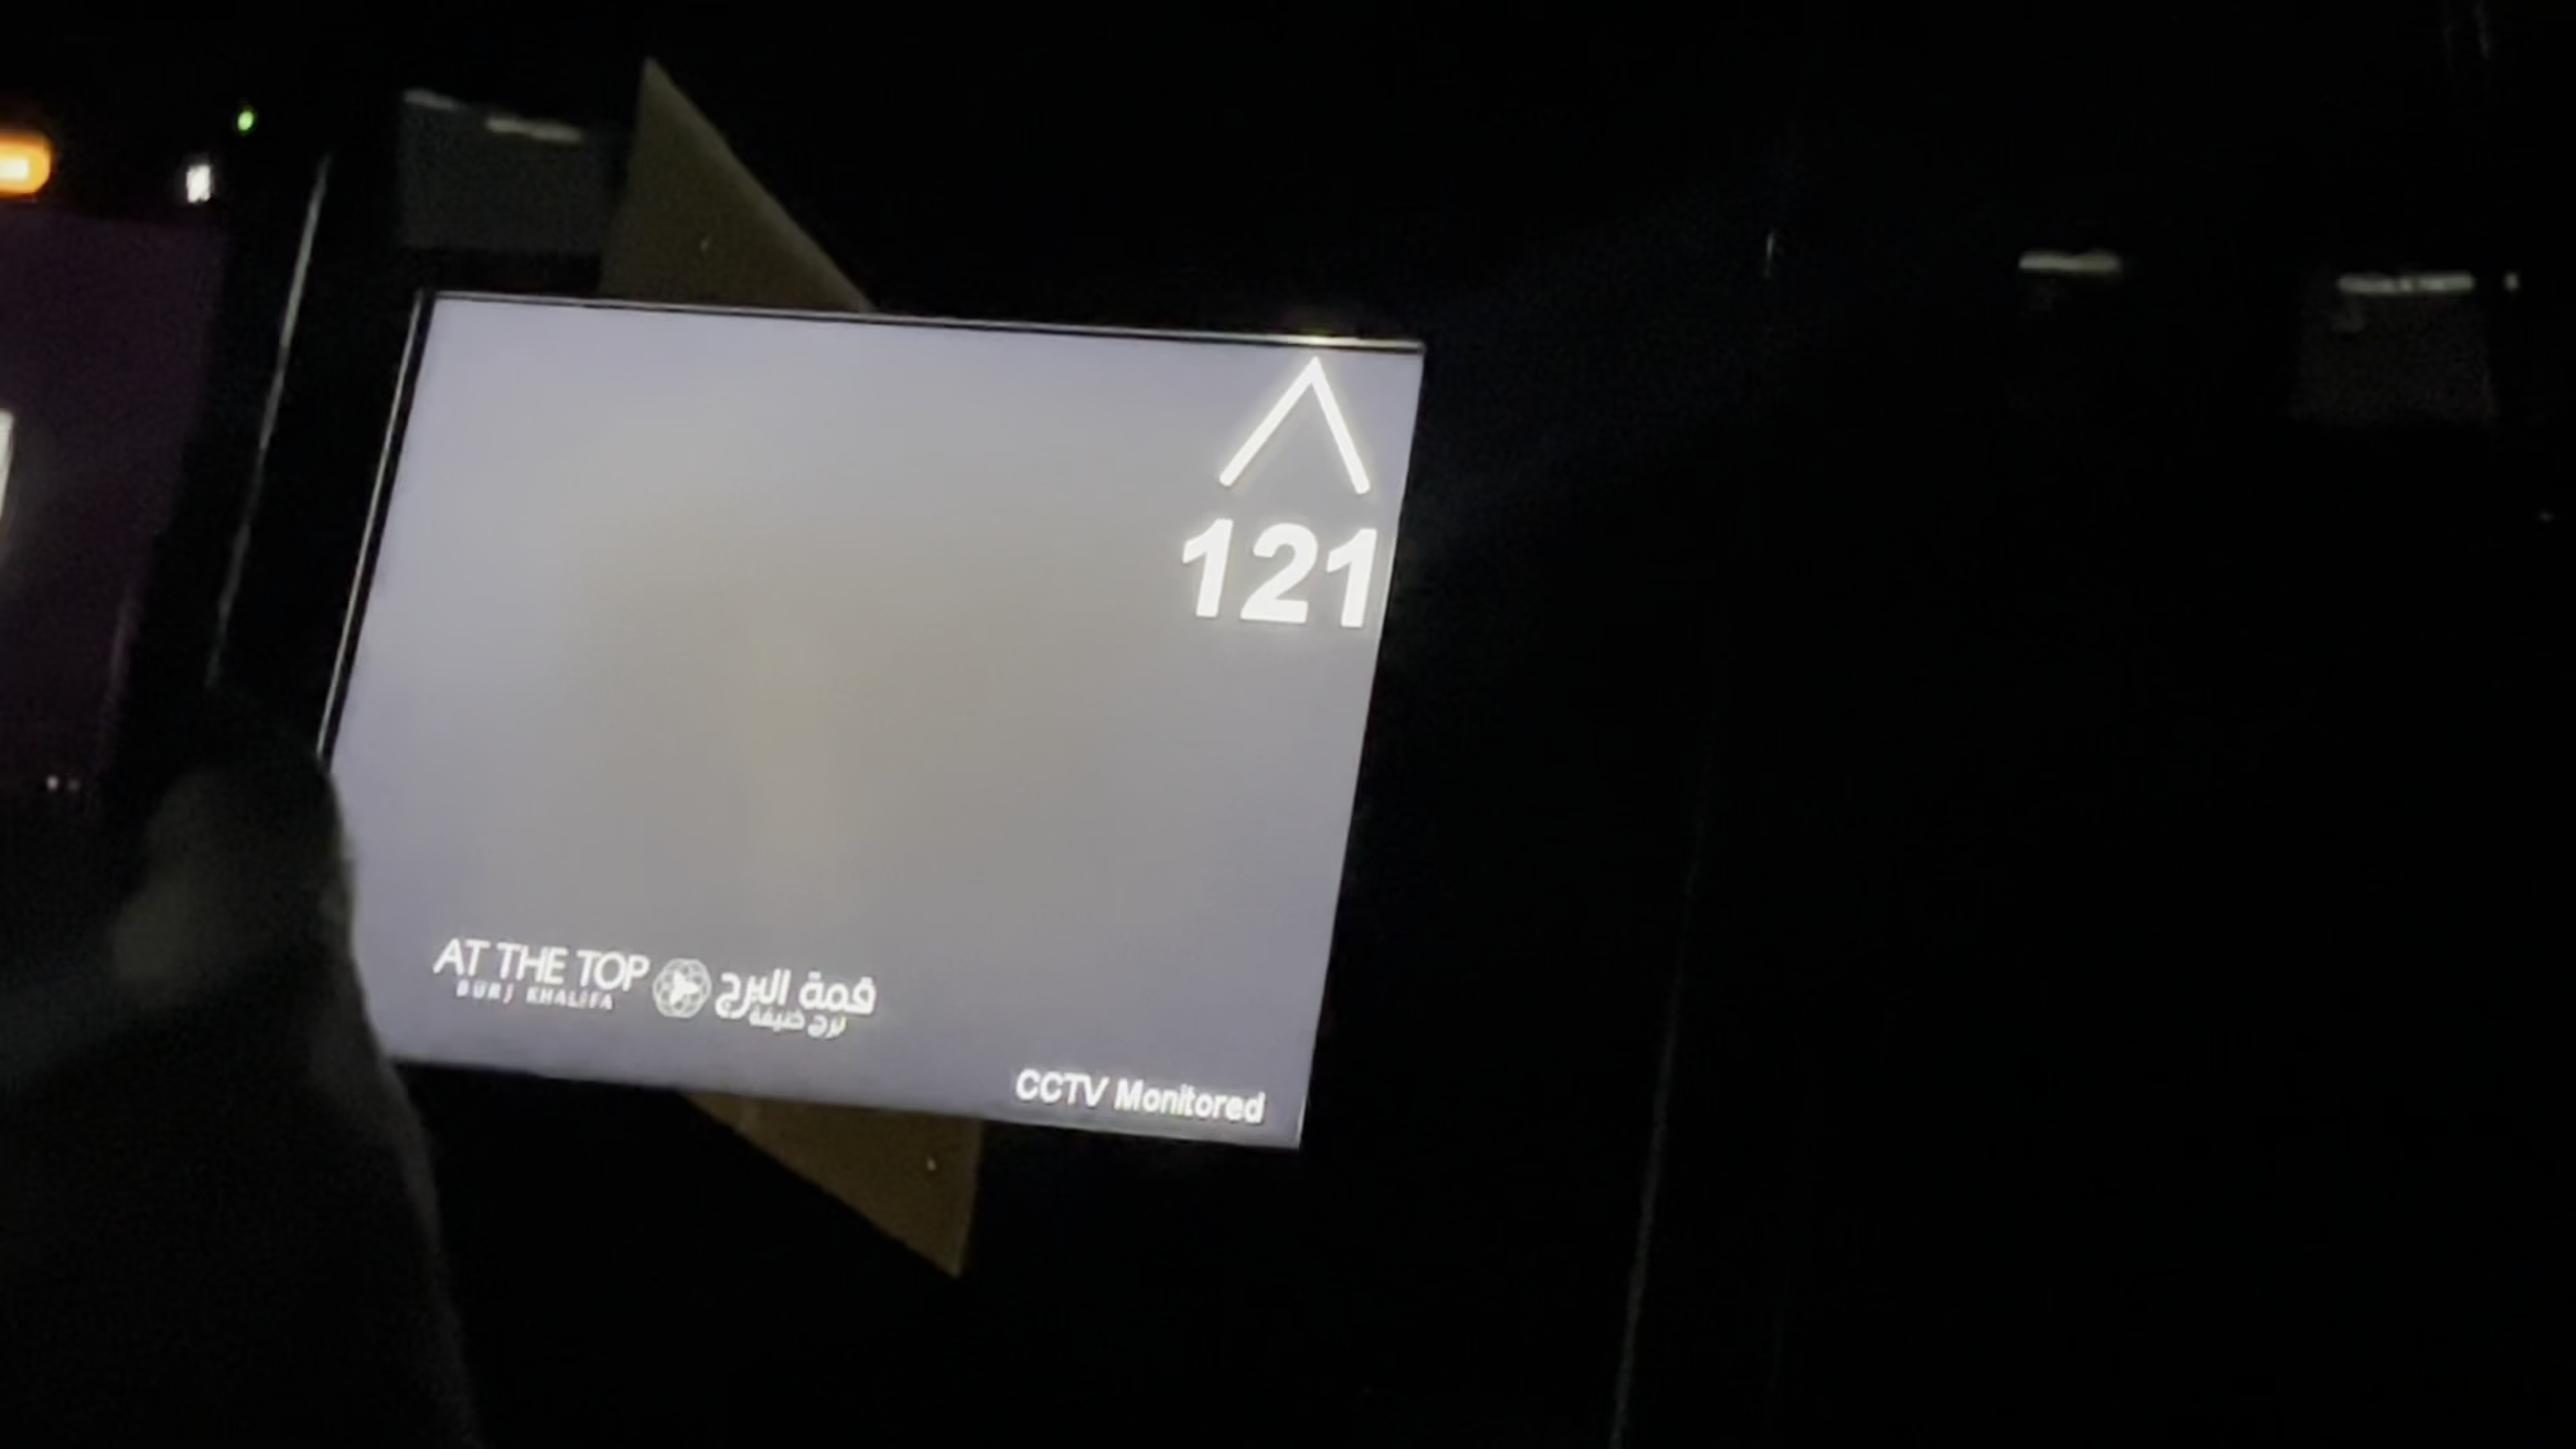 121
AT THE TOP
BURJ KHALIFA
قمة البرج
برج خليفة
CCTV Monitored